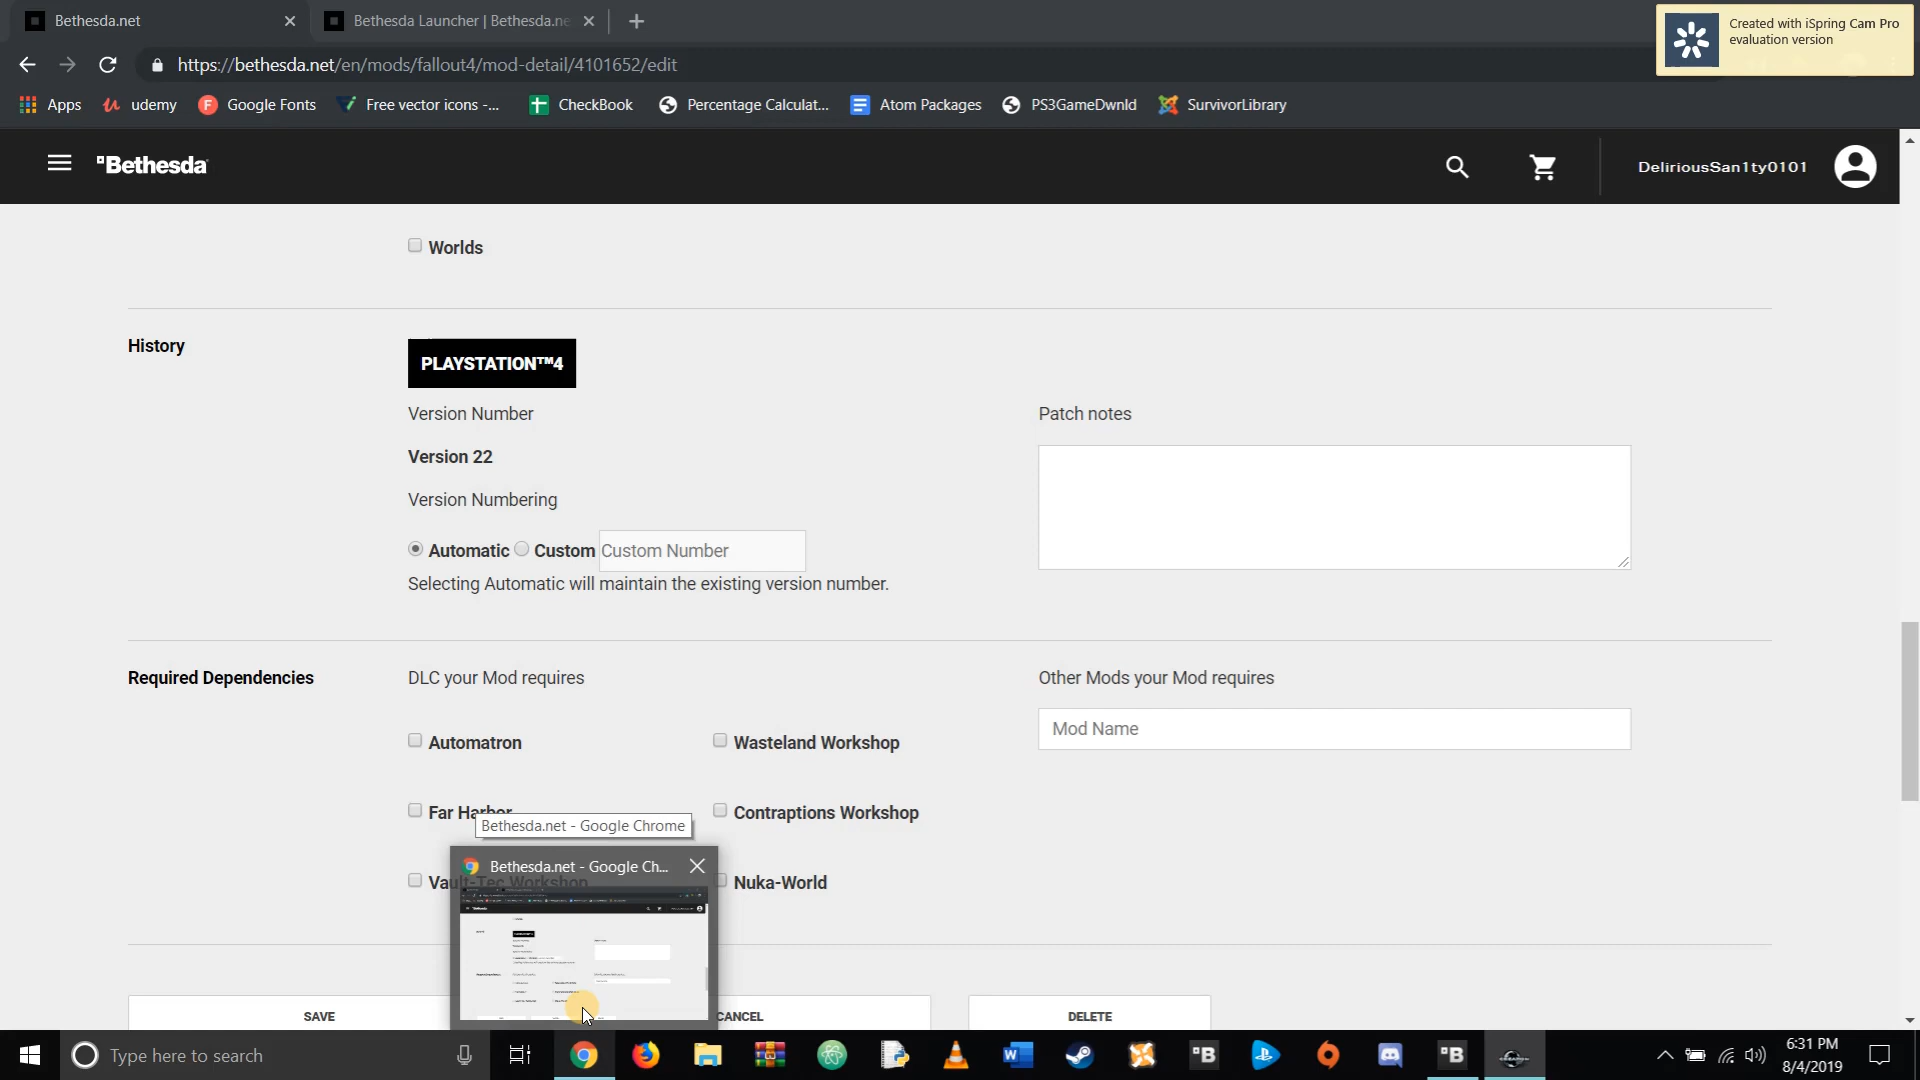 Bethesda.net
Bethesda Launcher | Bethesda.ne
Created with iSpring Cam Pro
evaluation version
https://bethesda.net/en/mods/fallout4/mod-detail/4101652/edit
Apps
udemy
Google Fonts
Free vector icons -...
CheckBook
Percentage Calculat...
Atom Packages
PS3GameDwnld
SurvivorLibrary
Bethesda
DeliriousSan1ty0101
Worlds
History
PLAYSTATION™4
Version Number
Patch notes
Version 22
Version Numbering
Automatic
Custom
Custom Number
Selecting Automatic will maintain the existing version number.
Required Dependencies
DLC your Mod requires
Other Mods your Mod requires
Automatron
Wasteland Workshop
Mod Name
Far Harbor
Contraptions Workshop
Bethesda.net - Google Chrome
Bethesda.net - Google Ch...
Vault-Tec Workshop
Nuka-World
SAVE
CANCEL
DELETE
Type here to search
6:31 PM
8/4/2019